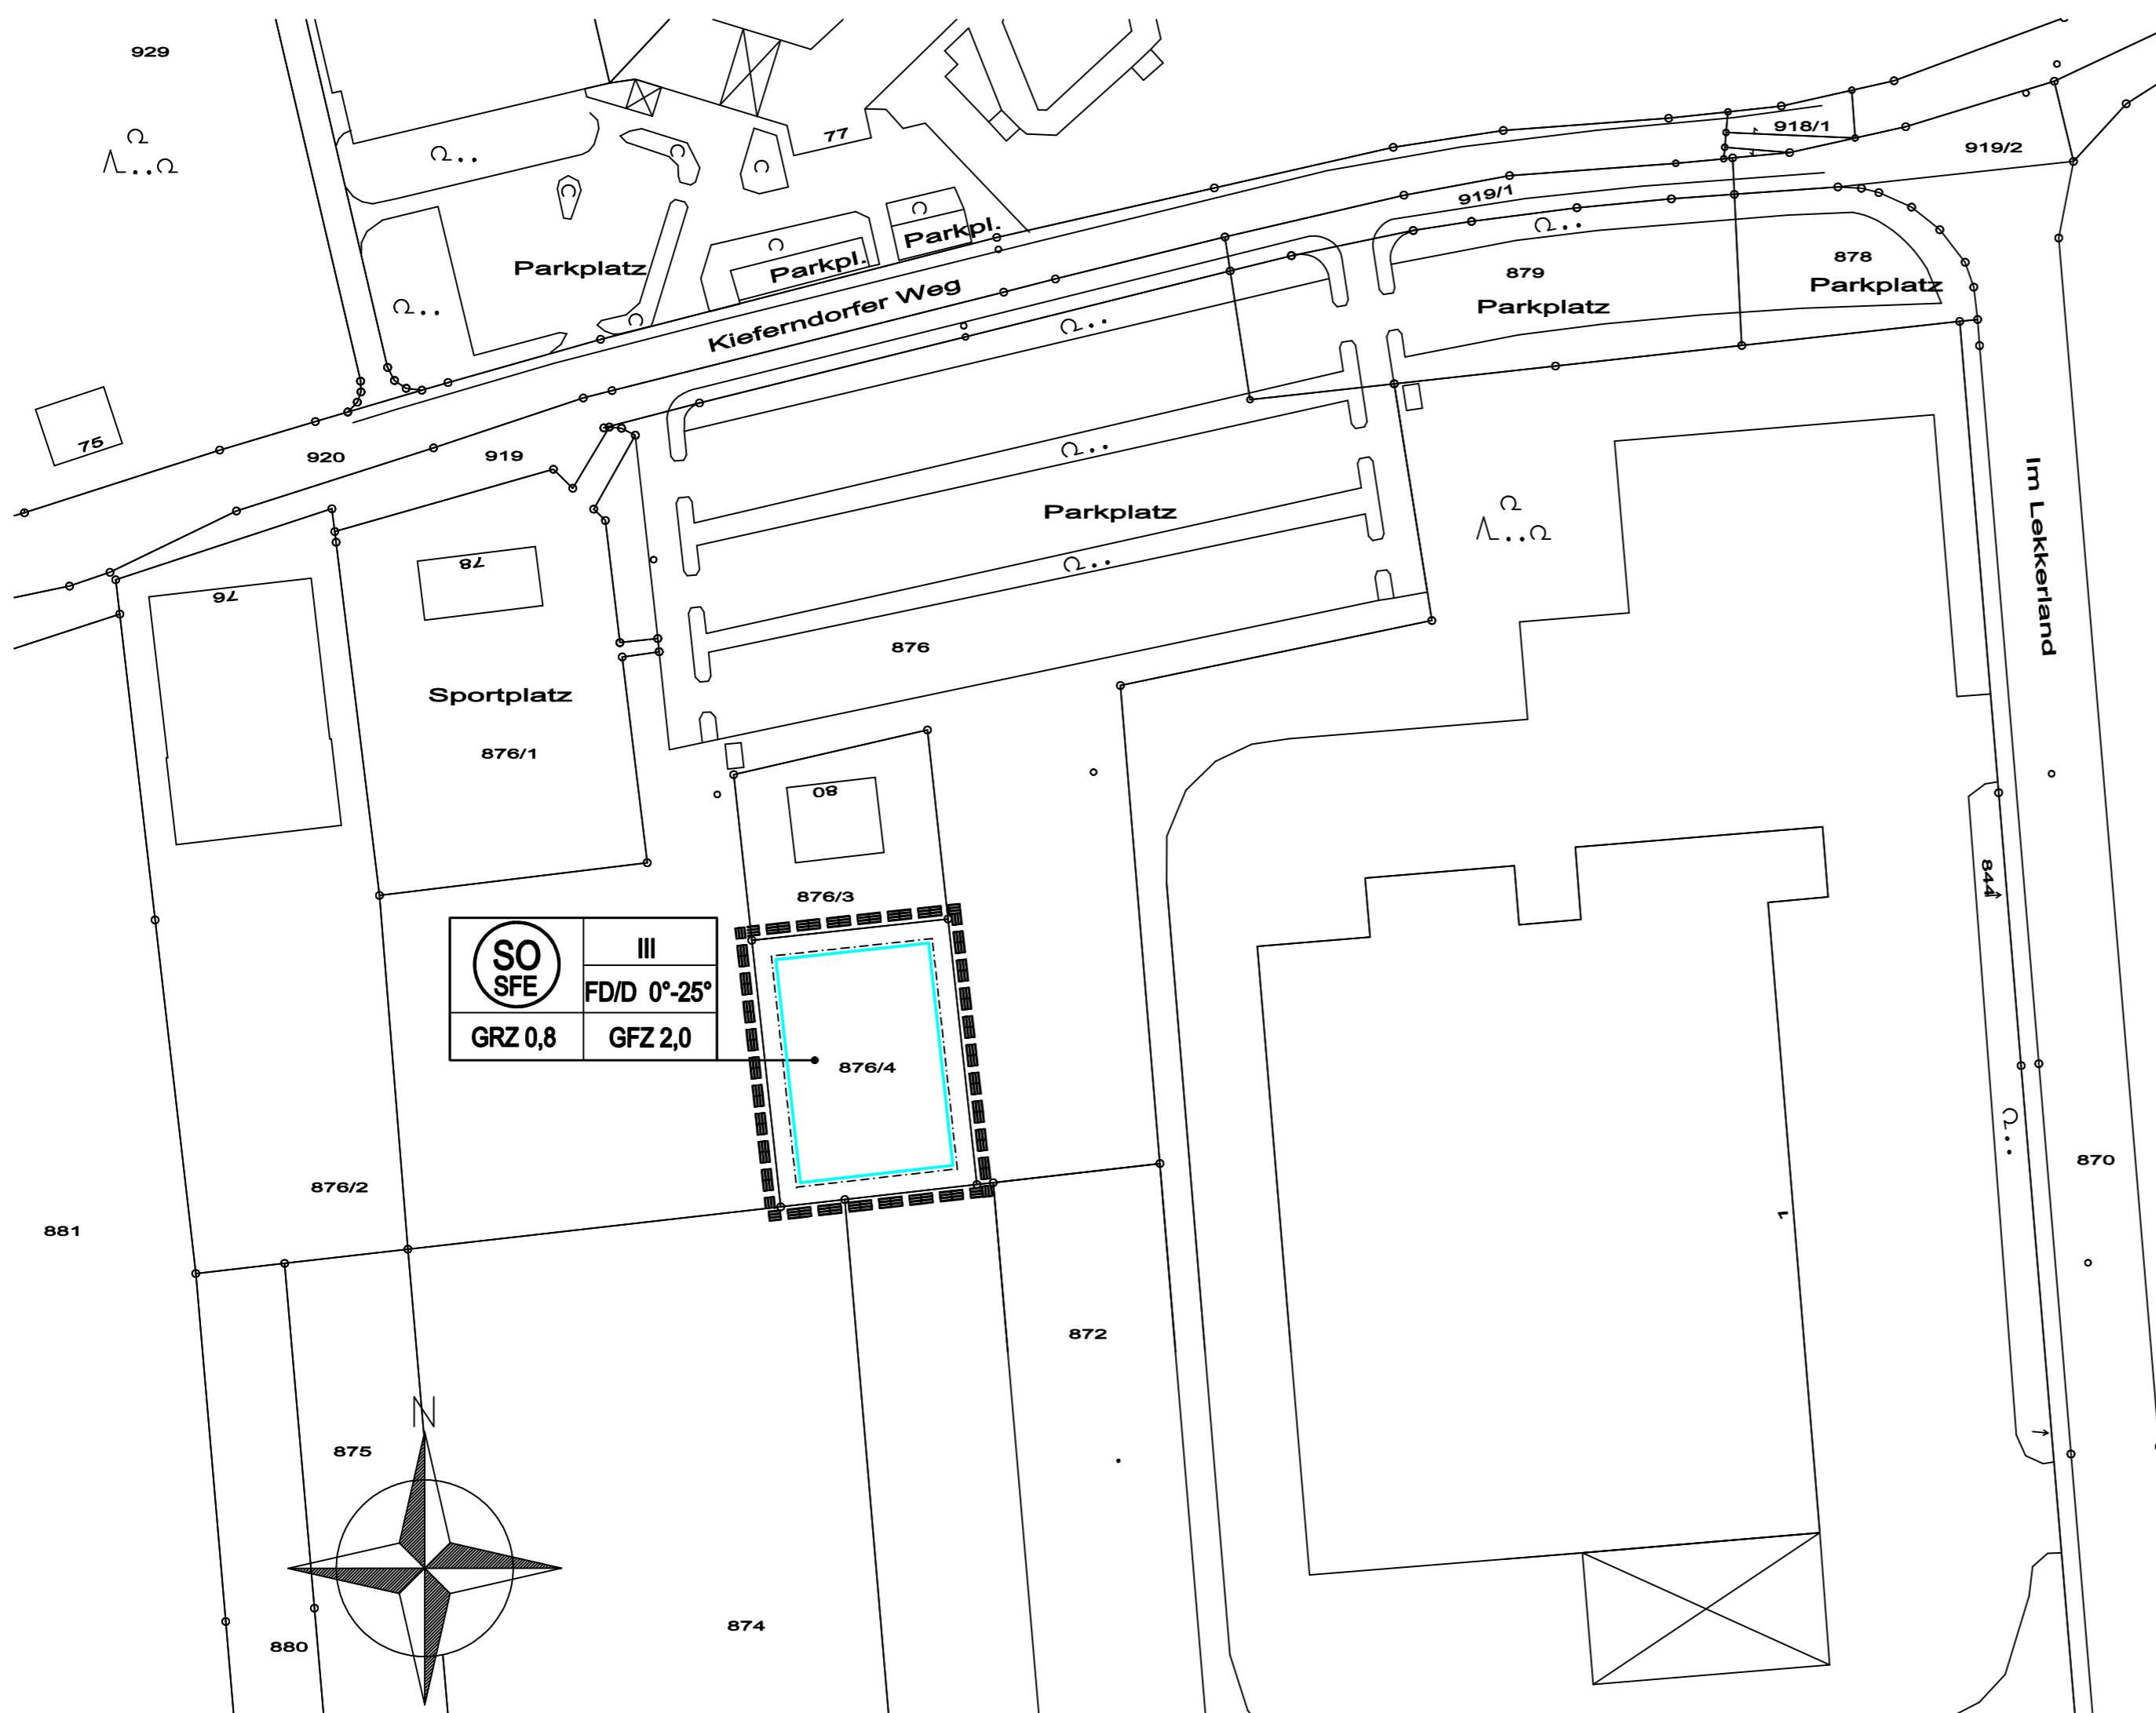 929
77
918/1
919/2
919/1
Parkpl.
Parkpl.
Parkplatz
878
879
Parkplatz
Parkplatz
Kieferndorfer Weg
75
920
919
Parkplatz
Im Lekkerland
78
76
876
Sportplatz
876/1
80
844
876/3
SO
SFE
III
FD/D 0°-25°
GRZ 0,8
GFZ 2,0
876/4
870
876/2
1
881
872
N
875
874
880